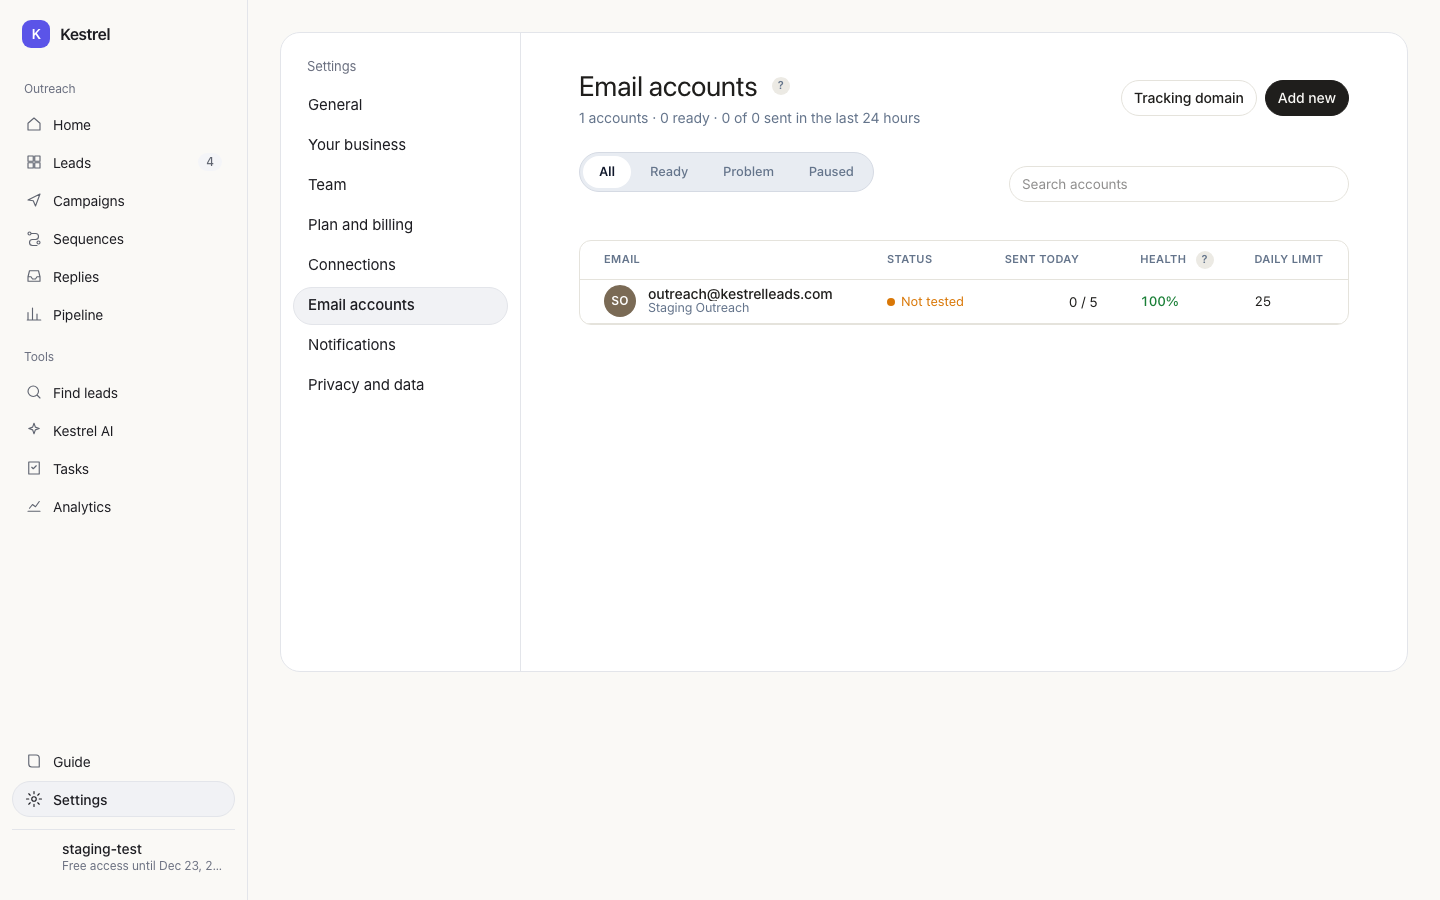 K Kestrel
Outreach
Home
Leads 4
Campaigns
Sequences
Replies
Pipeline
Tools
Find leads
Kestrel AI
Tasks
Analytics
Guide
Settings
staging-test
Free access until Dec 23, 2...
Settings
General
Your business
Team
Plan and billing
Connections
Email accounts
Notifications
Privacy and data
Email accounts ?
1 accounts · 0 ready · 0 of 0 sent in the last 24 hours
Tracking domain Add new
All Ready Problem Paused
Search accounts
EMAIL STATUS SENT TODAY HEALTH ? DAILY LIMIT
SO outreach@kestrelleads.com Not tested 0 / 5 100% 25
Staging Outreach